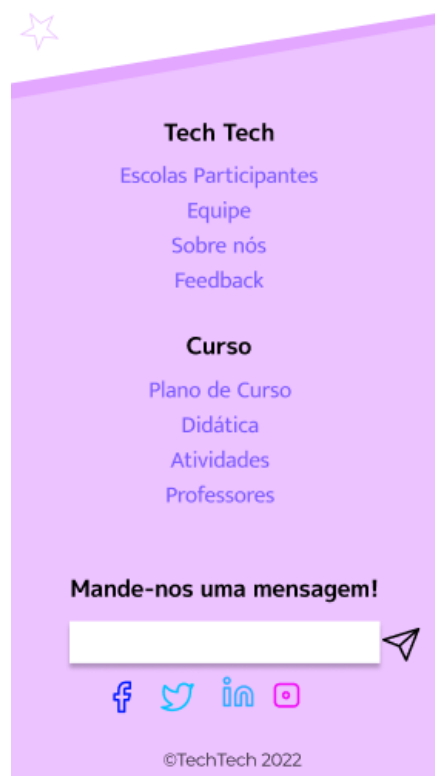 Tech Tech
Escolas Participantes
Equipe
Sobre nós
Feedback
Curso
Plano de Curso
Didática
Atividades
Professores
Mande-nos uma mensagem!
©TechTech 2022